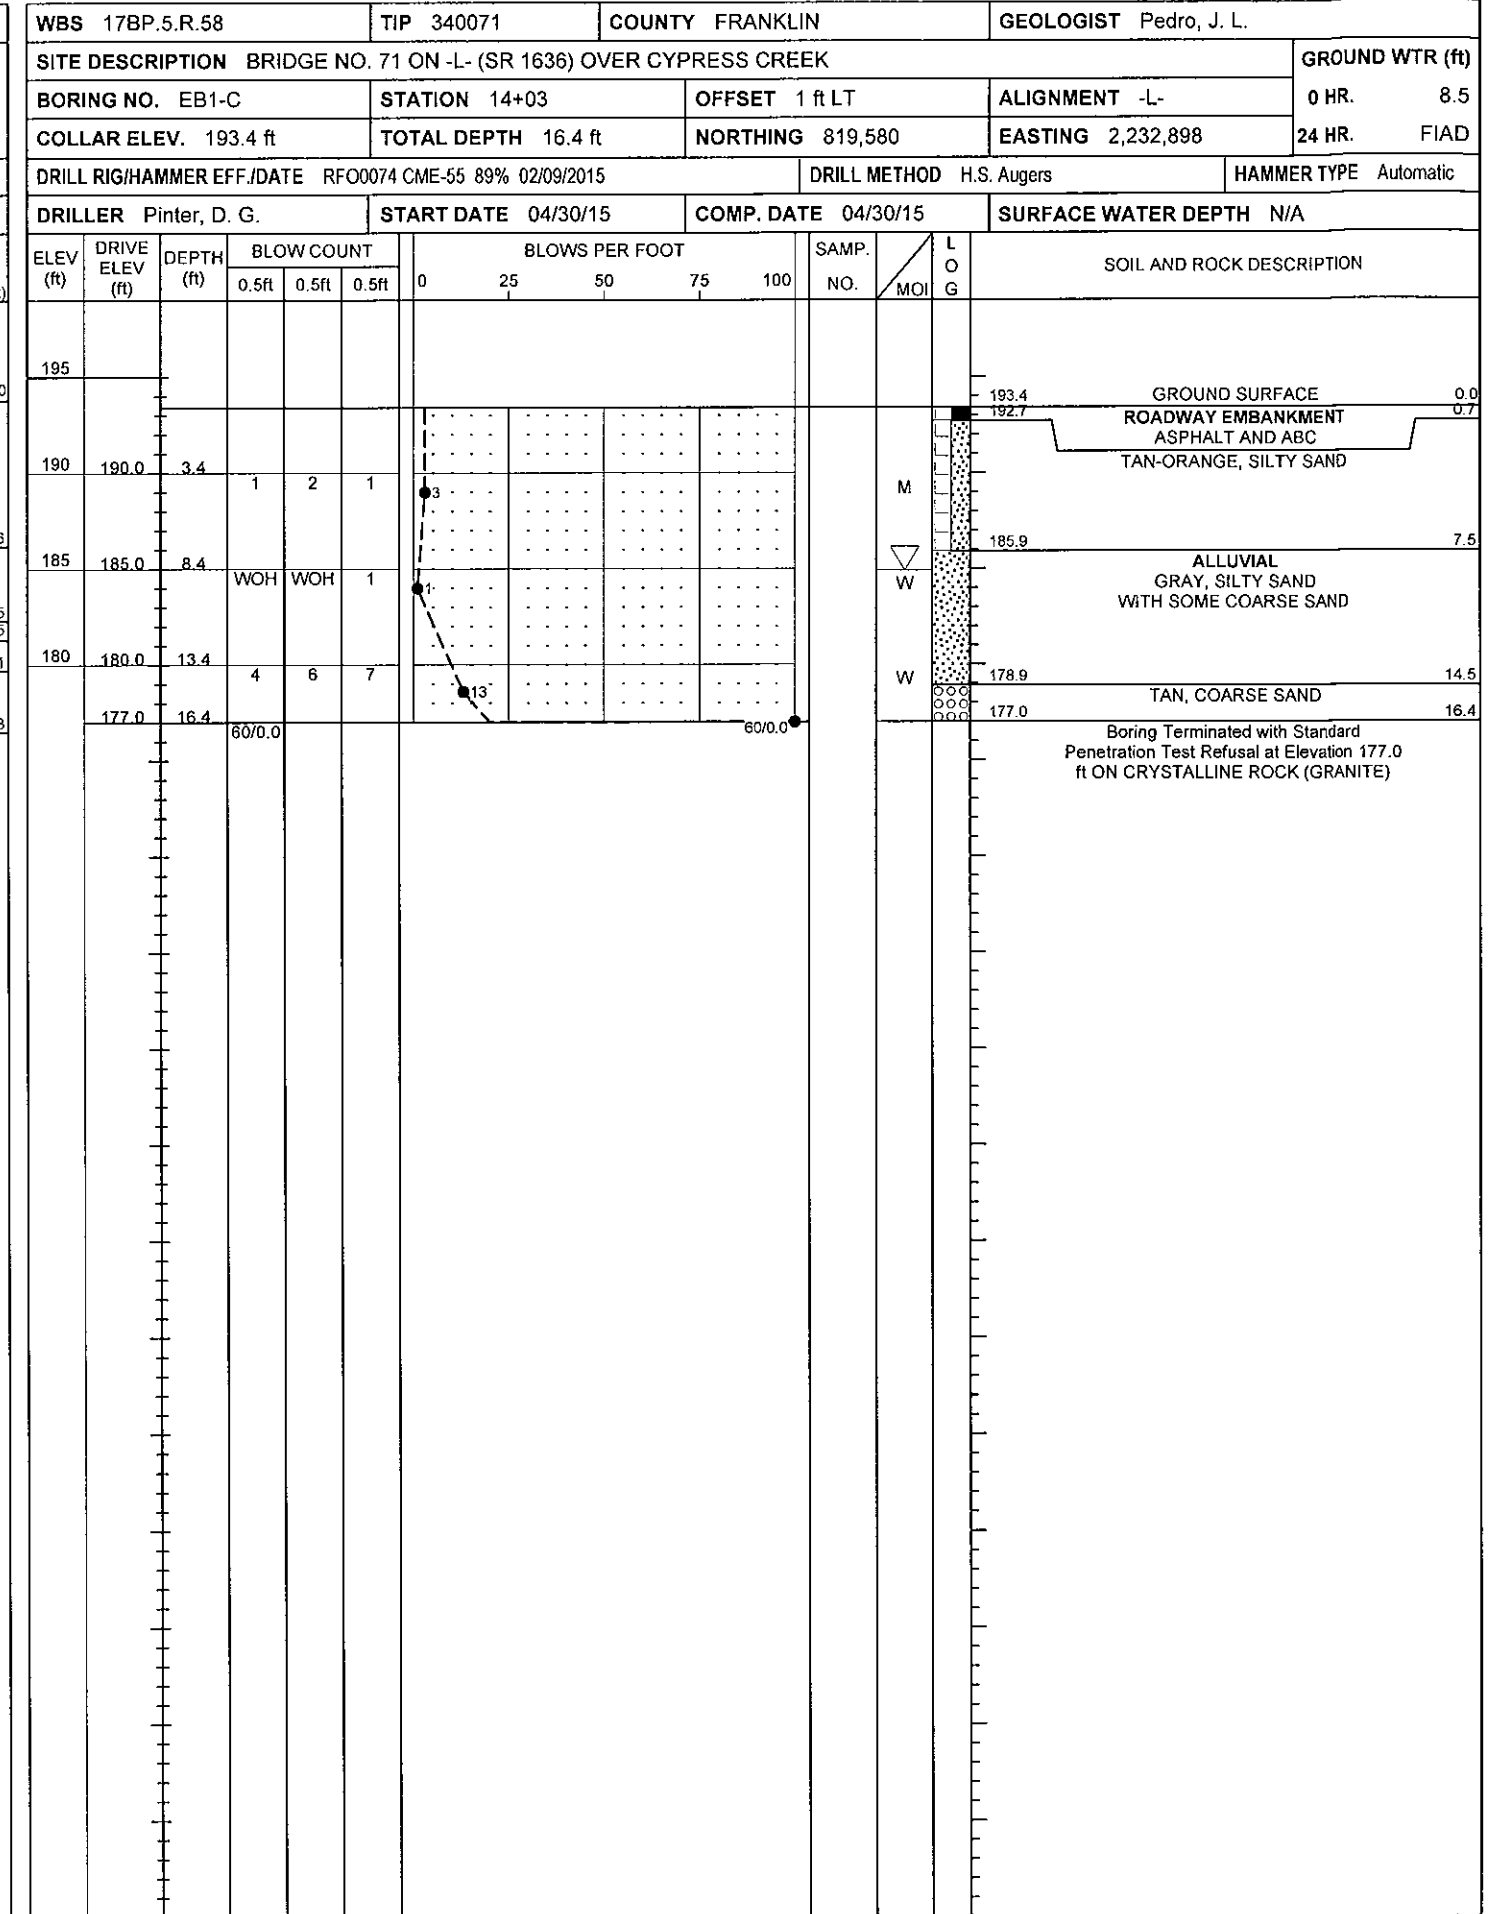 WBS 17BP.5.R.58 TIP 340071 COUNTY FRANKLIN GEOLOGIST Pedro, J. L.
SITE DESCRIPTION BRIDGE NO. 71 ON -L- (SR 1636) OVER CYPRESS CREEK GROUND WTR (ft)
BORING NO. EB1-C STATION 14+03 OFFSET 1 ft LT ALIGNMENT -L- 0 HR. 8.5
COLLAR ELEV. 193.4 ft TOTAL DEPTH 16.4 ft NORTHING 819,580 EASTING 2,232,898 24 HR. FIAD
DRILL RIG/HAMMER EFF./DATE RFO0074 CME-55 89% 02/09/2015 DRILL METHOD H.S. Augers HAMMER TYPE Automatic
DRILLER Pinter, D. G. START DATE 04/30/15 COMP. DATE 04/30/15 SURFACE WATER DEPTH N/A
ELEV (ft) DRIVE ELEV (ft) DEPTH (ft) BLOW COUNT BLOWS PER FOOT SAMP. NO. MOI LOG SOIL AND ROCK DESCRIPTION
0.5ft 0.5ft 0.5ft 0 25 50 75 100
195
193.4 GROUND SURFACE 0.0
192.7 ROADWAY EMBANKMENT 0.7
ASPHALT AND ABC
TAN-ORANGE, SILTY SAND
190 190.0 3.4
1 2 1 3 M
185.9 7.5
185 185.0 8.4 ALLUVIAL
WOH WOH 1 1 W GRAY, SILTY SAND
WITH SOME COARSE SAND
180 180.0 13.4
4 6 7 13 W 178.9 14.5
TAN, COARSE SAND
177.0 16.4 177.0 16.4
60/0.0 60/0.0 Boring Terminated with Standard
Penetration Test Refusal at Elevation 177.0
ft ON CRYSTALLINE ROCK (GRANITE)